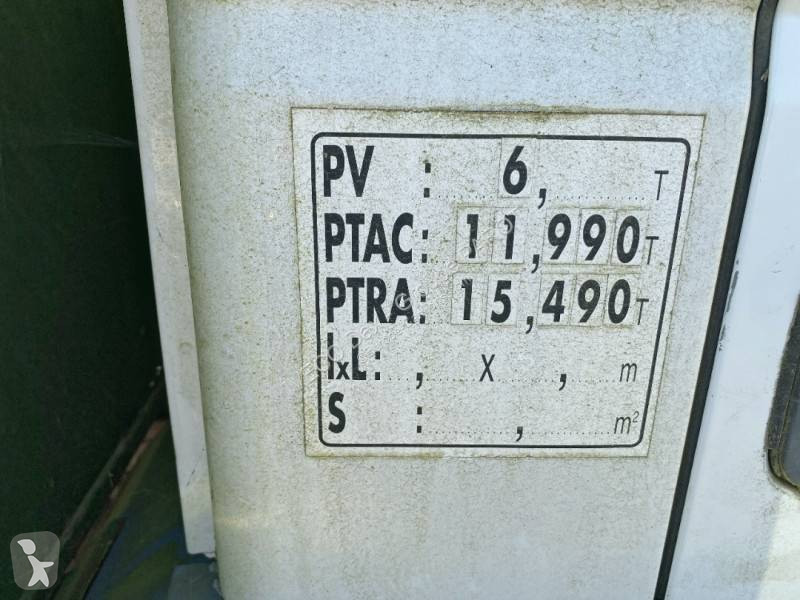 PV : 6, T
PTAC: 11,990 T
PTRA: 15,490 T
lxL: , x , m
S : , m²